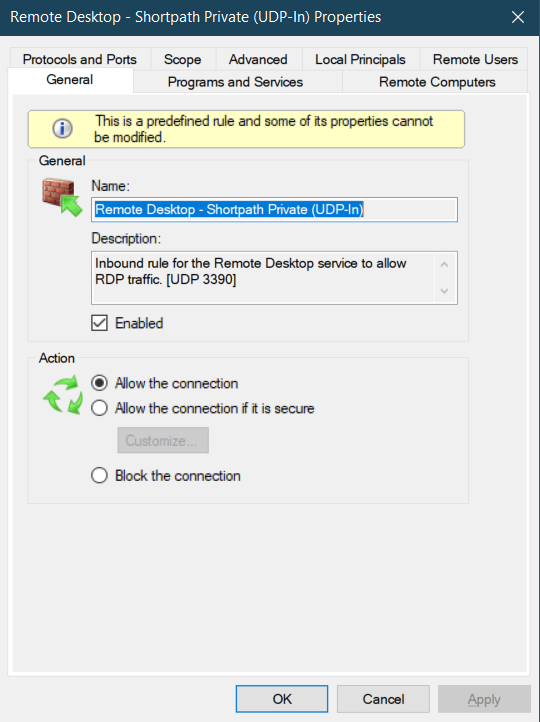 Remote Desktop - Shortpath Private (UDP-In) Properties
Protocols and Ports
Scope
Advanced
Local Principals
Remote Users
General
Programs and Services
Remote Computers
This is a predefined rule and some of its properties cannot
be modified.
General
Name:
Remote Desktop - Shortpath Private (UDP-In)
Description:
Inbound rule for the Remote Desktop service to allow
RDP traffic. [UDP 3390]
Enabled
Action
Allow the connection
Allow the connection if it is secure
Customize...
Block the connection
OK
Cancel
Apply